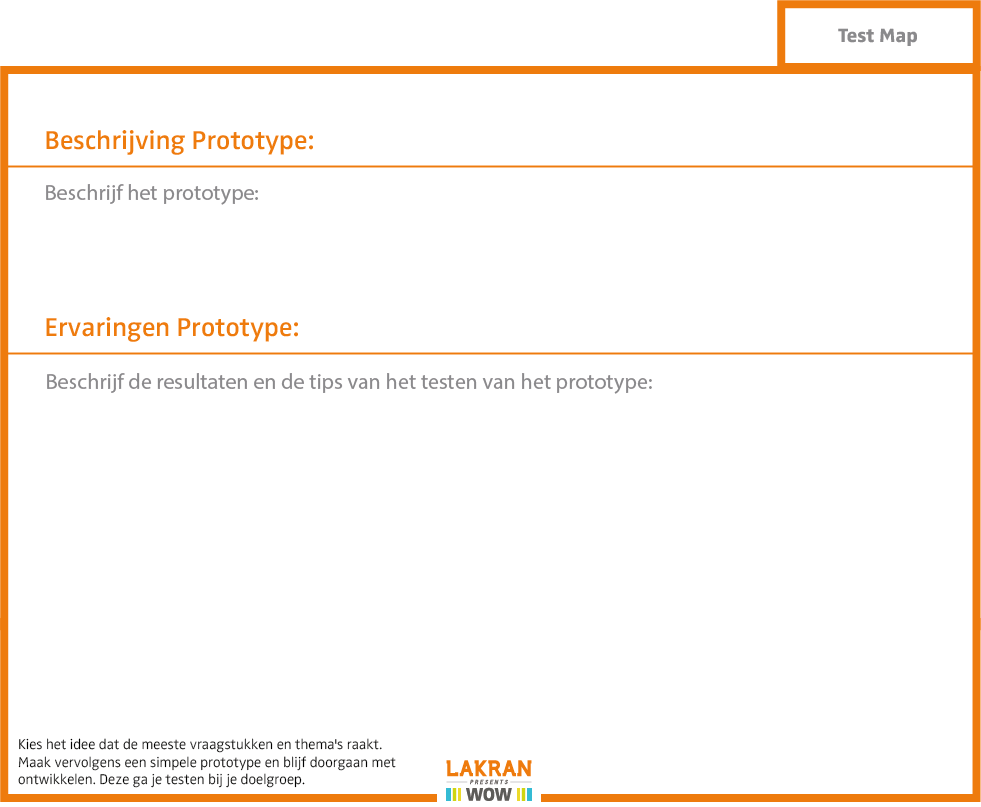 Test Map
Beschrijving Prototype:
Beschrijf het prototype:
Ervaringen Prototype:
Beschrijf de resultaten en de tips van het testen van het prototype:
Kies het idee dat de meeste vraagstukken en thema's raakt.
Maak vervolgens een simpele prototype en blijf doorgaan met
ontwikkelen. Deze ga je testen bij je doelgroep.
LAKRAN
PRESENTS
WOW